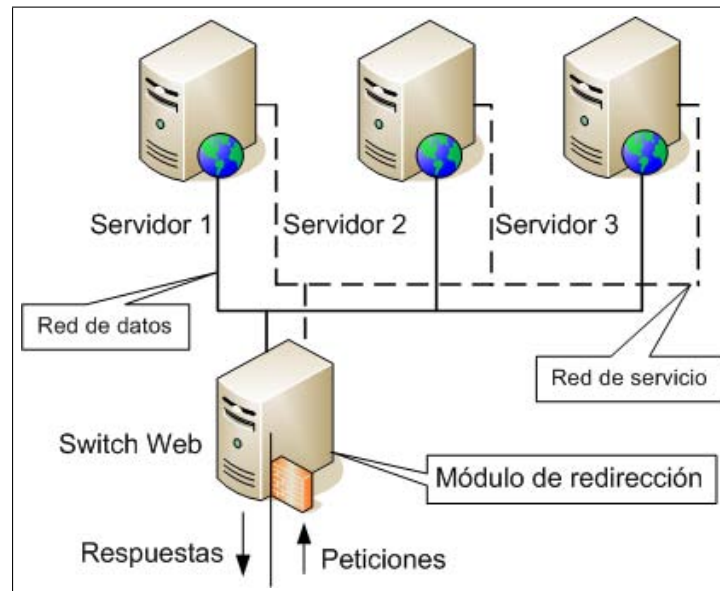 Servidor 1
Servidor 2
Servidor 3
Red de datos
Red de servicio
Switch Web
Módulo de redirección
Respuestas
Peticiones